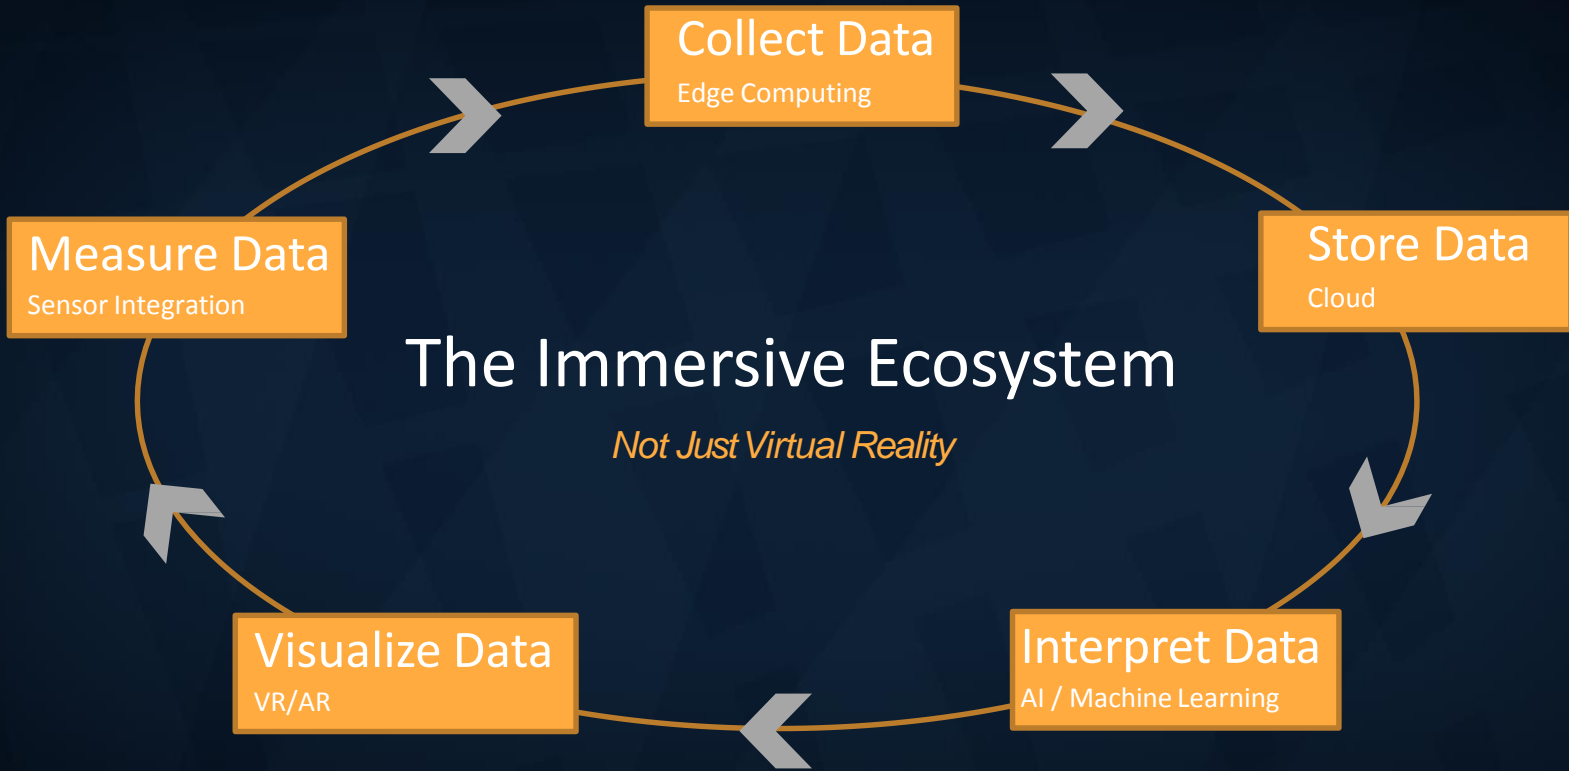 Collect Data
Edge Computing
Measure Data
Sensor Integration
Store Data
Cloud
The Immersive Ecosystem
Not Just Virtual Reality
Visualize Data
VR/AR
Interpret Data
AI / Machine Learning